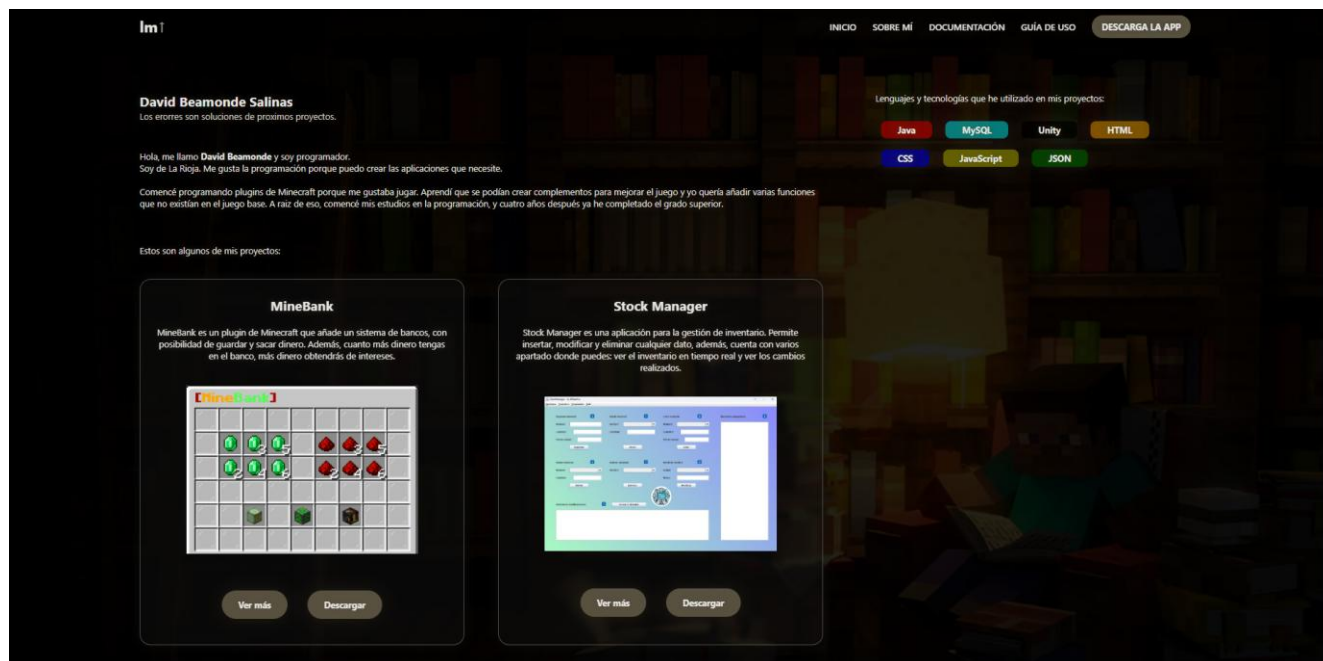 lm
INICIO SOBRE MÍ DOCUMENTACIÓN GUÍA DE USO DESCARGA LA APP
David Beamonde Salinas
Los erorres son soluciones de proximos proyectos.
Lenguajes y tecnologías que he utilizado en mis proyectos:
Java MySQL Unity HTML
CSS JavaScript JSON
Hola, me llamo David Beamonde y soy programador.
Soy de La Rioja. Me gusta la programación porque puedo crear las aplicaciones que necesite.
Comencé programando plugins de Minecraft porque me gustaba jugar. Aprendí que se podían crear complementos para mejorar el juego y yo quería añadir varias funciones
que no existían en el juego base. A raiz de eso, comencé mis estudios en la programación, y cuatro años después ya he completado el grado superior.
Estos son algunos de mis proyectos:
MineBank
MineBank es un plugin de Minecraft que añade un sistema de bancos, con
posibilidad de guardar y sacar dinero. Además, cuanto más dinero tengas
en el banco, más dinero obtendrás de intereses.
[MineBank]
Ver más Descargar
Stock Manager
Stock Manager es una aplicación para la gestión de inventario. Permite
insertar, modificar y eliminar cualquier dato, además, cuenta con varios
apartado donde puedes: ver el inventario en tiempo real y ver los cambios
realizados.
Ver más Descargar